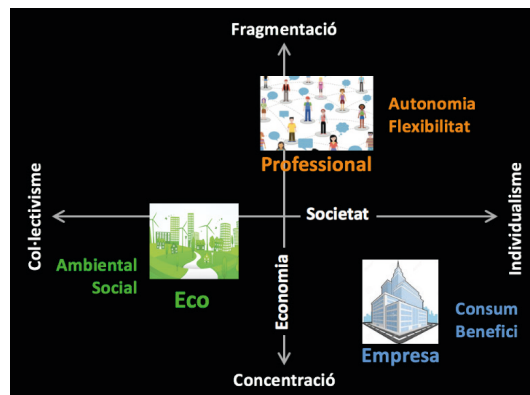 Fragmentació
Autonomia
Flexibilitat
Professional
Col·lectivisme
Societat
Individualisme
Ambiental
Social
Eco
Economia
Consum
Benefici
Empresa
Concentració